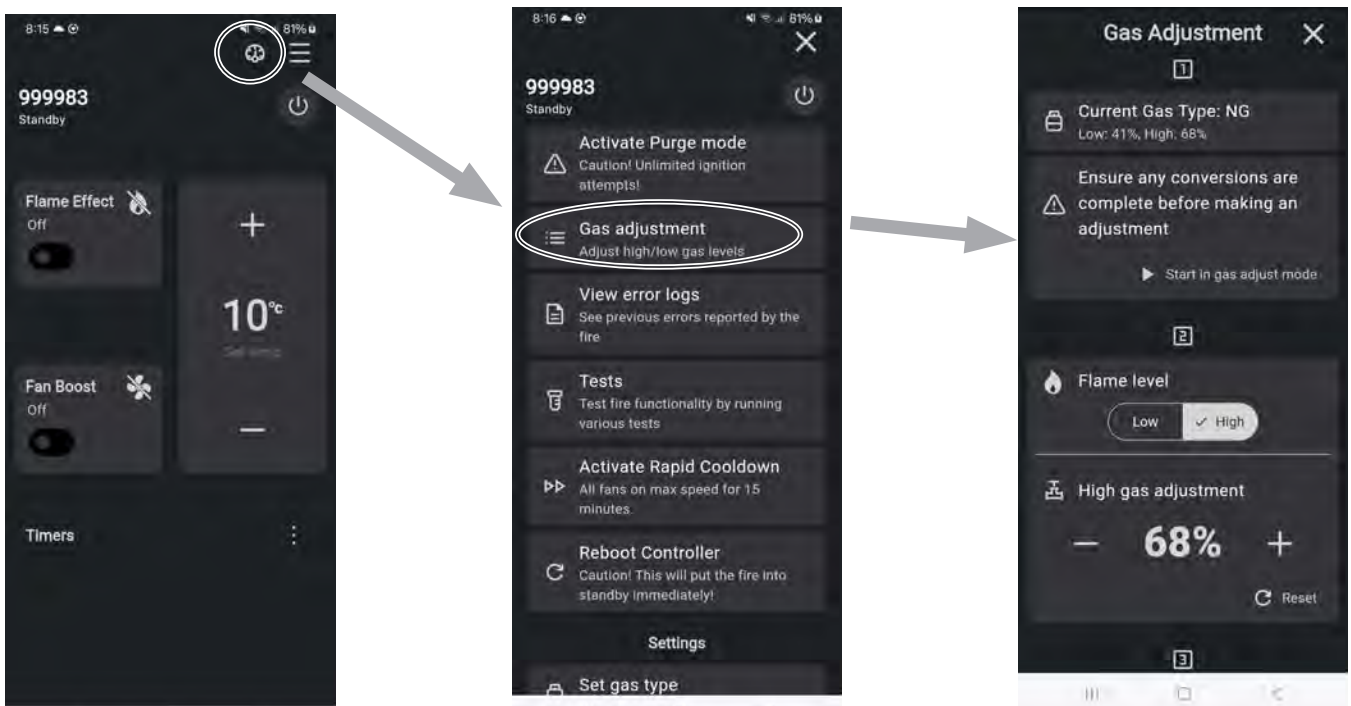 8:15
81%
999983
Standby
Flame Effect
Off
10°c
Fan Boost
Off
Timers
8:16
81%
999983
Standby
Activate Purge mode
Caution! Unlimited ignition
attempts!
Gas adjustment
Adjust high/low gas levels
View error logs
See previous errors reported by the
fire
Tests
Test fire functionality by running
various tests
Activate Rapid Cooldown
All fans on max speed for 15
minutes
Reboot Controller
Caution! This will put the fire into
standby immediately!
Settings
Set gas type
Gas Adjustment
1
Current Gas Type: NG
Low: 41%, High: 68%
Ensure any conversions are
complete before making an
adjustment
Start in gas adjust mode
2
Flame level
Low High
High gas adjustment
68%
Reset
3